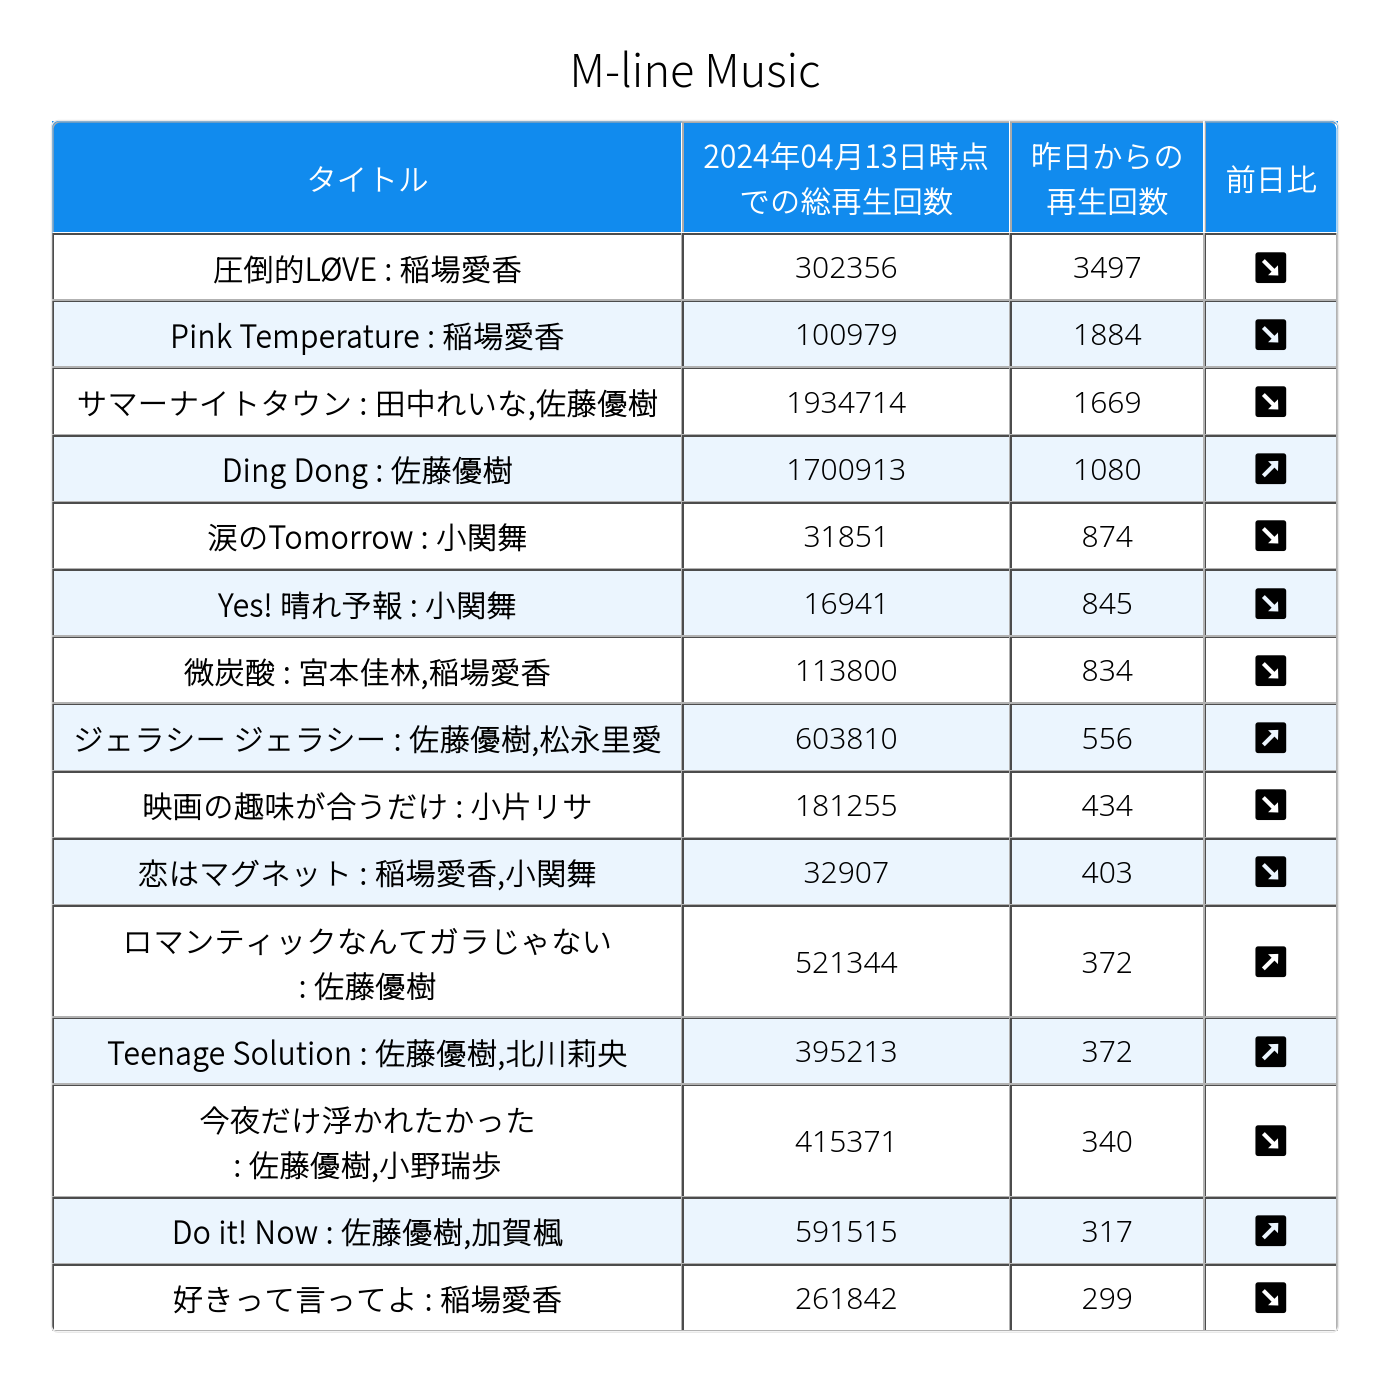 M-line Music
タイトル 2024年04月13日時点での総再生回数 昨日からの再生回数 前日比
圧倒的LØVE : 稲場愛香 302356 3497 ↘
Pink Temperature : 稲場愛香 100979 1884 ↘
サマーナイトタウン : 田中れいな,佐藤優樹 1934714 1669 ↘
Ding Dong : 佐藤優樹 1700913 1080 ↗
涙のTomorrow : 小関舞 31851 874 ↘
Yes! 晴れ予報 : 小関舞 16941 845 ↘
微炭酸 : 宮本佳林,稲場愛香 113800 834 ↘
ジェラシー ジェラシー : 佐藤優樹,松永里愛 603810 556 ↗
映画の趣味が合うだけ : 小片リサ 181255 434 ↘
恋はマグネット : 稲場愛香,小関舞 32907 403 ↘
ロマンティックなんてガラじゃない
: 佐藤優樹 521344 372 ↗
Teenage Solution : 佐藤優樹,北川莉央 395213 372 ↗
今夜だけ浮かれたかった
: 佐藤優樹,小野瑞歩 415371 340 ↘
Do it! Now : 佐藤優樹,加賀楓 591515 317 ↗
好きって言ってよ : 稲場愛香 261842 299 ↘